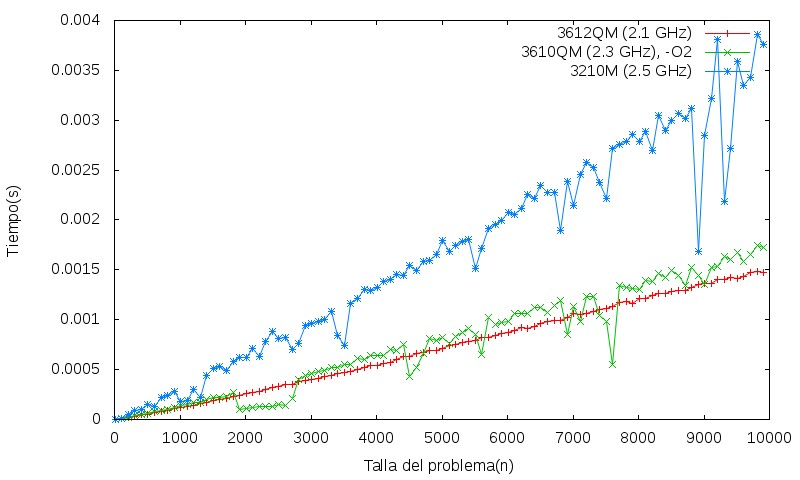 0.004
0.0035
0.003
0.0025
0.002
0.0015
0.001
0.0005
0
Tiempo(s)
3612QM (2.1 GHz)
3610QM (2.3 GHz), -O2
3210M (2.5 GHz)
0 1000 2000 3000 4000 5000 6000 7000 8000 9000 10000
Talla del problema(n)